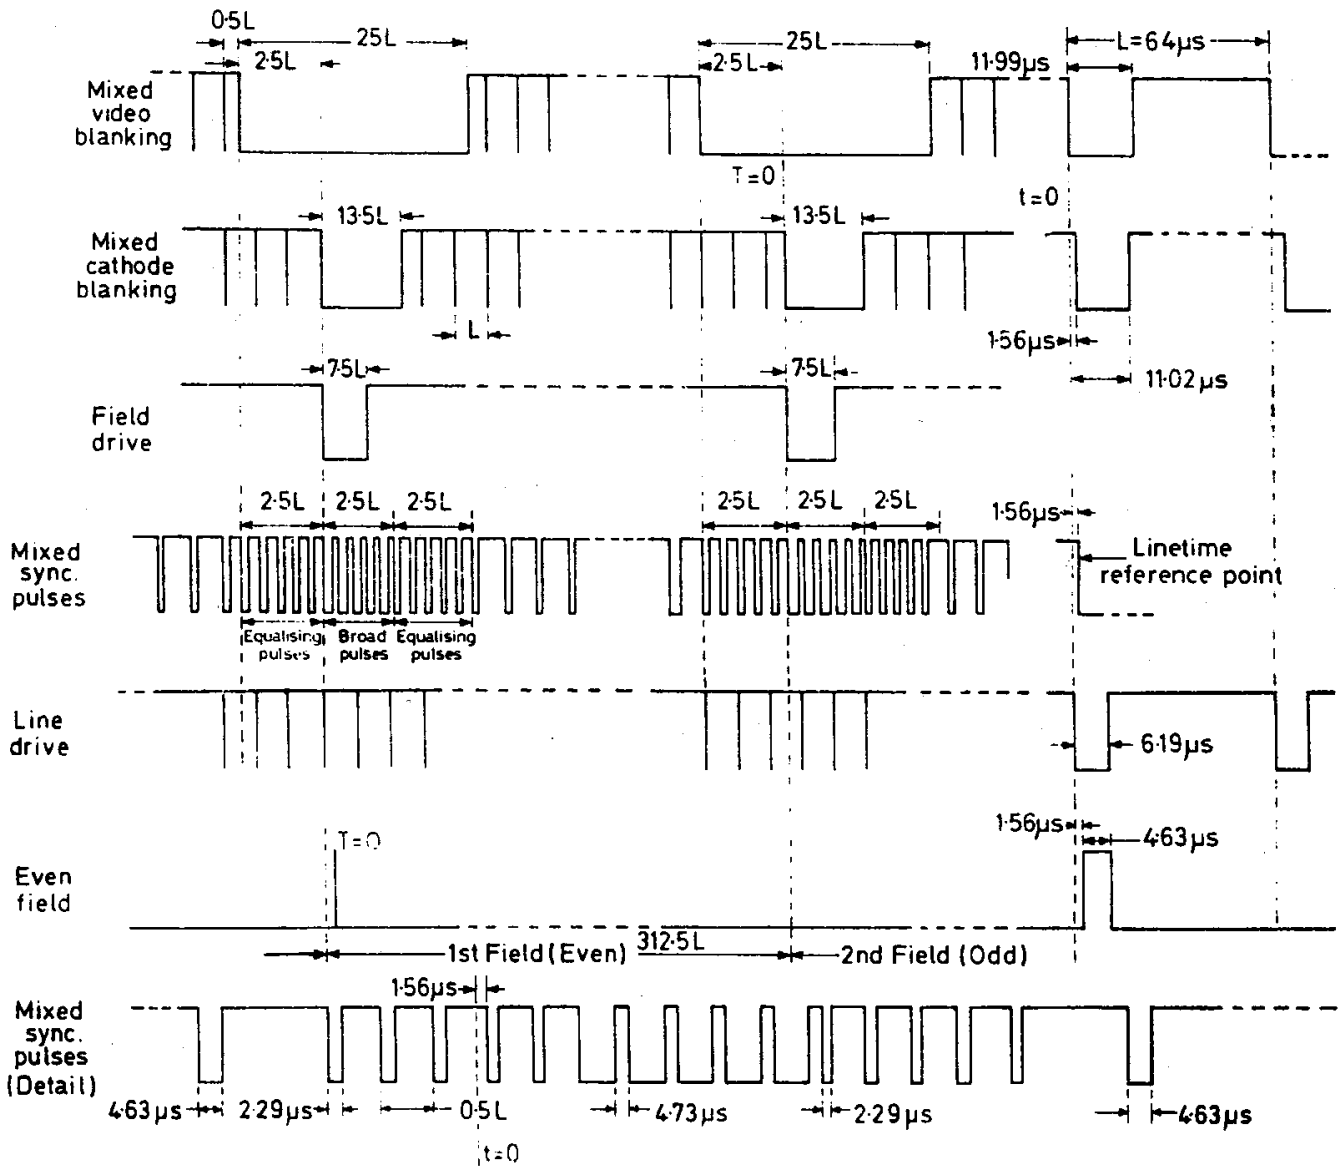 0·5L
25L
25L
L=64µs
2·5L
2·5L
11·99µs
Mixed
video
blanking
T=0
t=0
13·5L
13·5L
Mixed
cathode
blanking
L
1·56µs
11·02µs
7·5L
7·5L
Field
drive
2·5L
2·5L
2·5L
2·5L
2·5L
2·5L
1·56µs
Mixed
sync.
pulses
Linetime
reference point
Equalising
pulses
Broad
pulses
Equalising
pulses
Line
drive
6·19µs
1·56µs
4·63µs
T=0
Even
field
312·5L
1st Field (Even)
2nd Field (Odd)
1·56µs
Mixed
sync.
pulses
(Detail)
4·63µs
2·29µs
0·5L
4·73µs
2·29µs
4·63µs
t=0